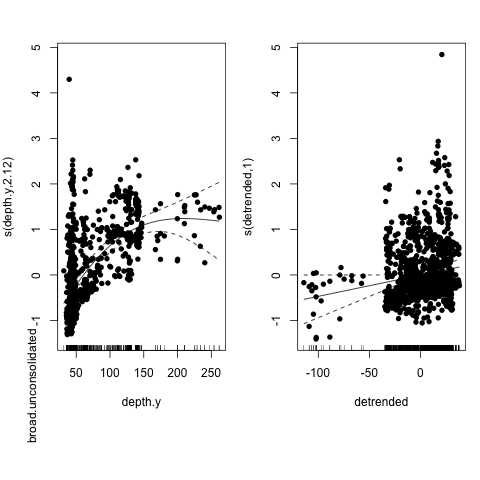 s(depth.y,2.12)
5
4
3
2
1
0
-1
50 100 150 200 250
depth.y
broad.unconsolidated
s(detrended,1)
5
4
3
2
1
0
-1
-100 -50 0
detrended